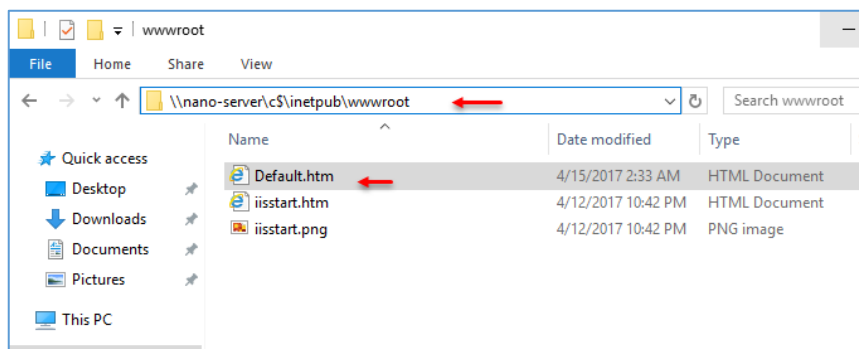 wwwroot
File Home Share View
\\nano-server\c$\inetpub\wwwroot Search wwwroot
Name Date modified Type
Quick access
Desktop
Downloads
Documents
Pictures
This PC
Default.htm 4/15/2017 2:33 AM HTML Document
iisstart.htm 4/12/2017 10:42 PM HTML Document
iisstart.png 4/12/2017 10:42 PM PNG image